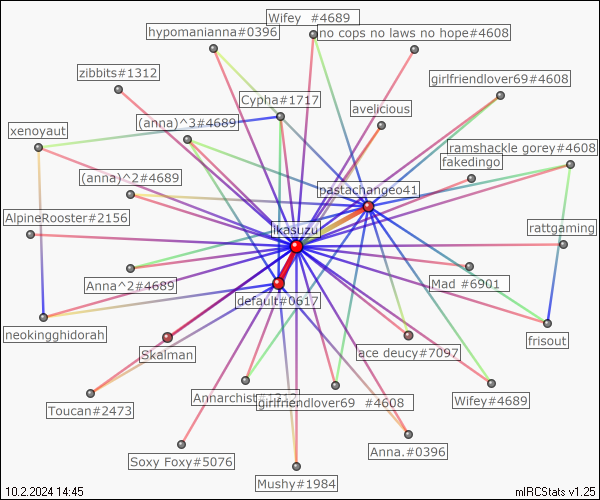 Wifey #4689
hypomanianna#0396
no cops no laws no hope#4608
zibbits#1312
girlfriendlover69#4608
Cypha#1717
avelicious
(anna)^3#4689
xenoyaut
ramshackle gorey#4608
fakedingo
(anna)^2#4689
pastachangeo41
AlpineRooster#2156
likasuzu
rattgaming
Anna^2#4689
Mad #6901
default#0617
neokingghidorah
frisout
Skalman
ace deucy#7097
Annarchist#1312
girlfriendlover69 #4608
Wifey#4689
Toucan#2473
Anna.#0396
Soxy Foxy#5076
Mushy#1984
10.2.2024 14:45
mIRCStats v1.25